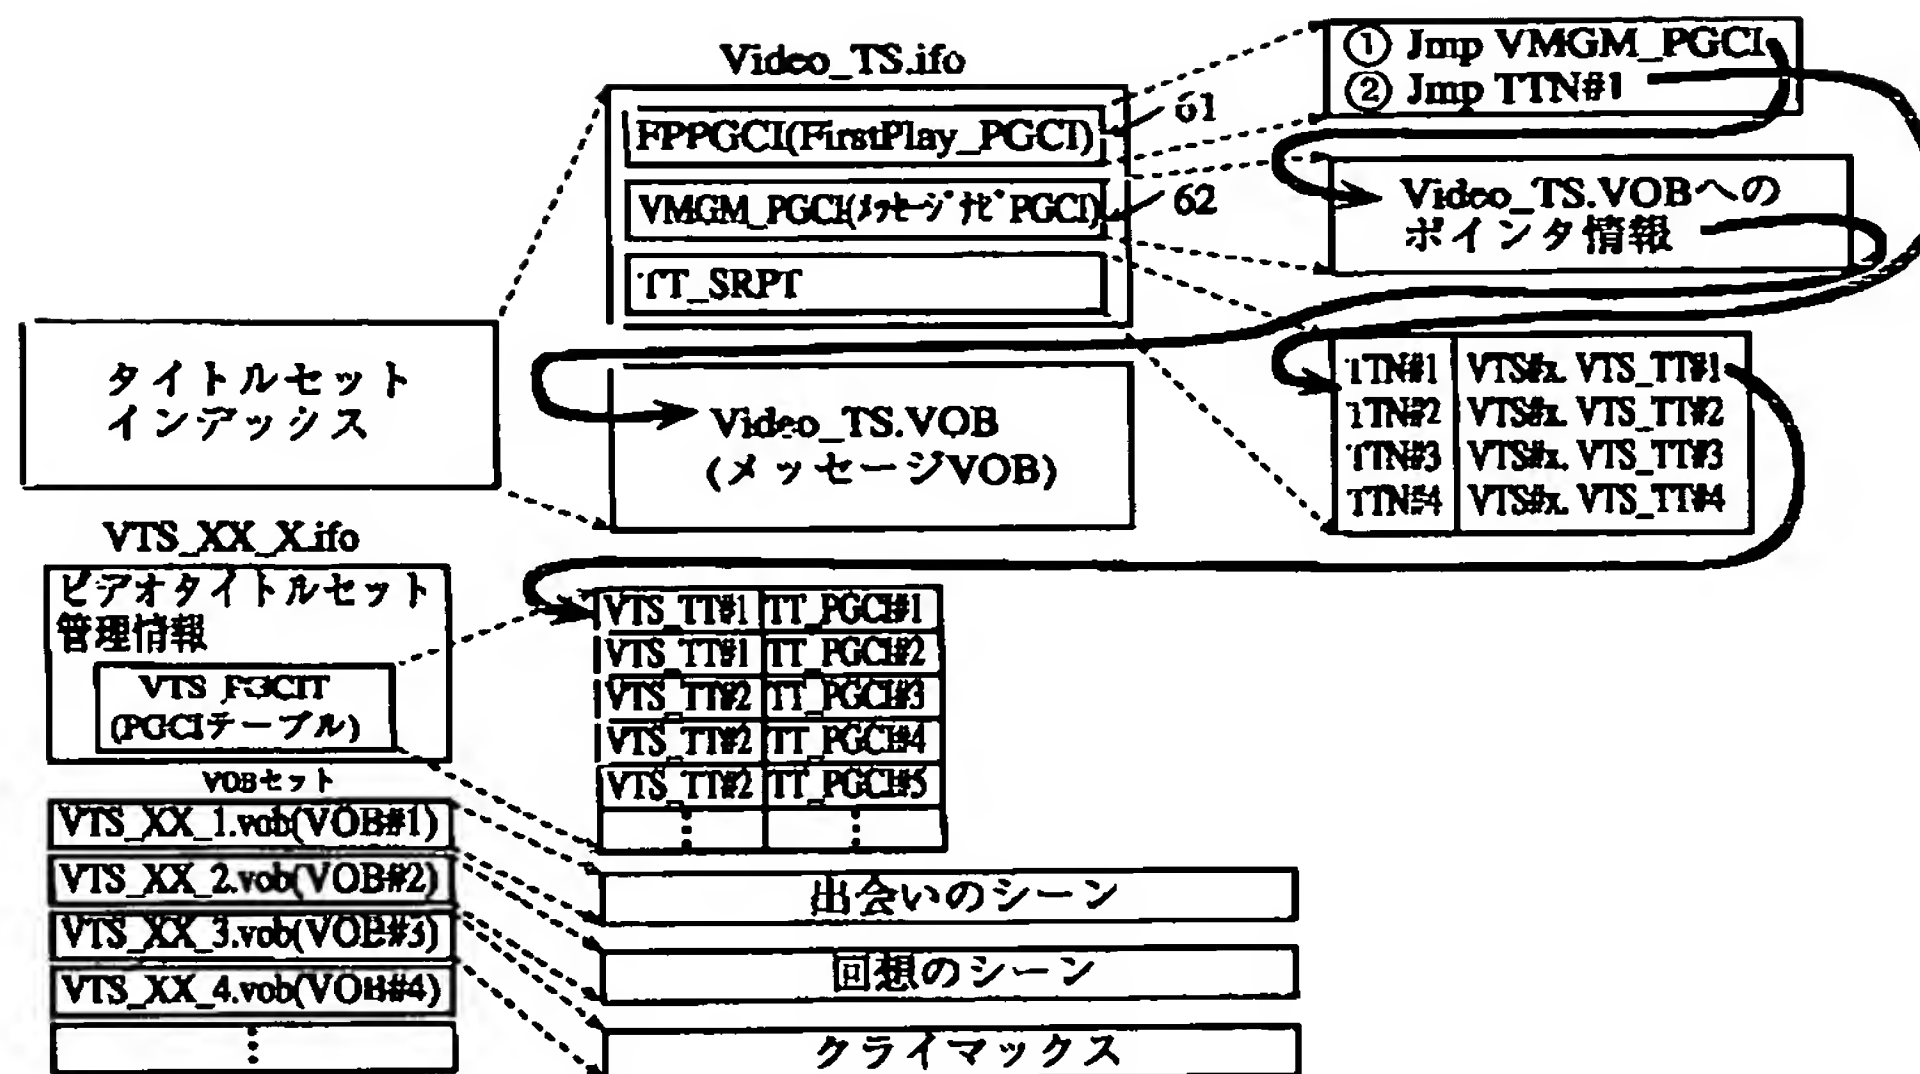 Video_TS.ifo
FPPGCI(FirstPlay_PGCI)
61
VMGM_PGCI(メッセージナビPGCI)
62
TT_SRPT
① Jmp VMGM_PGCI
② Jmp TTN#1
Video_TS.VOBへの
ポインタ情報
タイトルセット
インデックス
Video_TS.VOB
(メッセージVOB)
TTN#1 VTS#x. VTS_TT#1
TTN#2 VTS#x. VTS_TT#2
TTN#3 VTS#x. VTS_TT#3
TTN#4 VTS#x. VTS_TT#4
VTS_XX_X.ifo
ビデオタイトルセット
管理情報
VTS_PGCIT
(PGCIテーブル)
VTS_TT#1 TT_PGCI#1
VTS_TT#1 TT_PGCI#2
VTS_TT#2 TT_PGCI#3
VTS_TT#2 TT_PGCI#4
VTS_TT#2 TT_PGCI#5
⋮ ⋮
VOBセット
VTS_XX_1.vob(VOB#1)
VTS_XX_2.vob(VOB#2)
VTS_XX_3.vob(VOB#3)
VTS_XX_4.vob(VOB#4)
⋮
出会いのシーン
回想のシーン
クライマックス